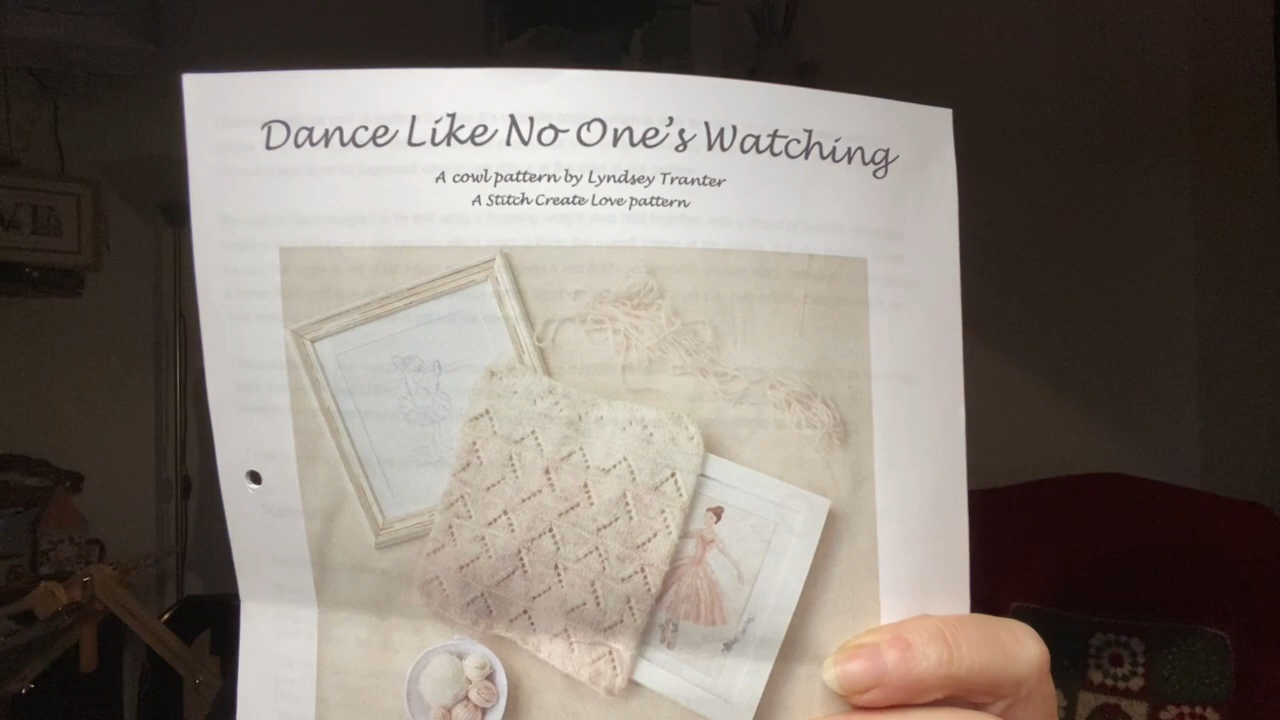 Dance Like No One's Watching
A cowl pattern by Lyndsey Tranter
A Stitch Create Love pattern